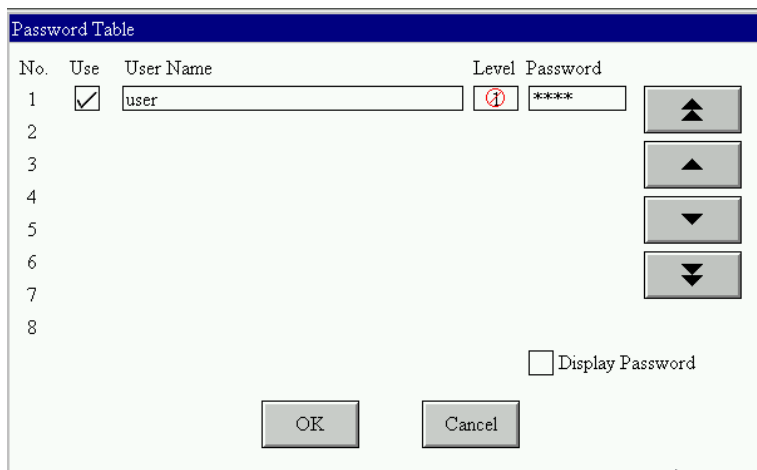 Password Table
No. Use User Name Level Password
1 user 1 ****
2
3
4
5
6
7
8
Display Password
OK Cancel